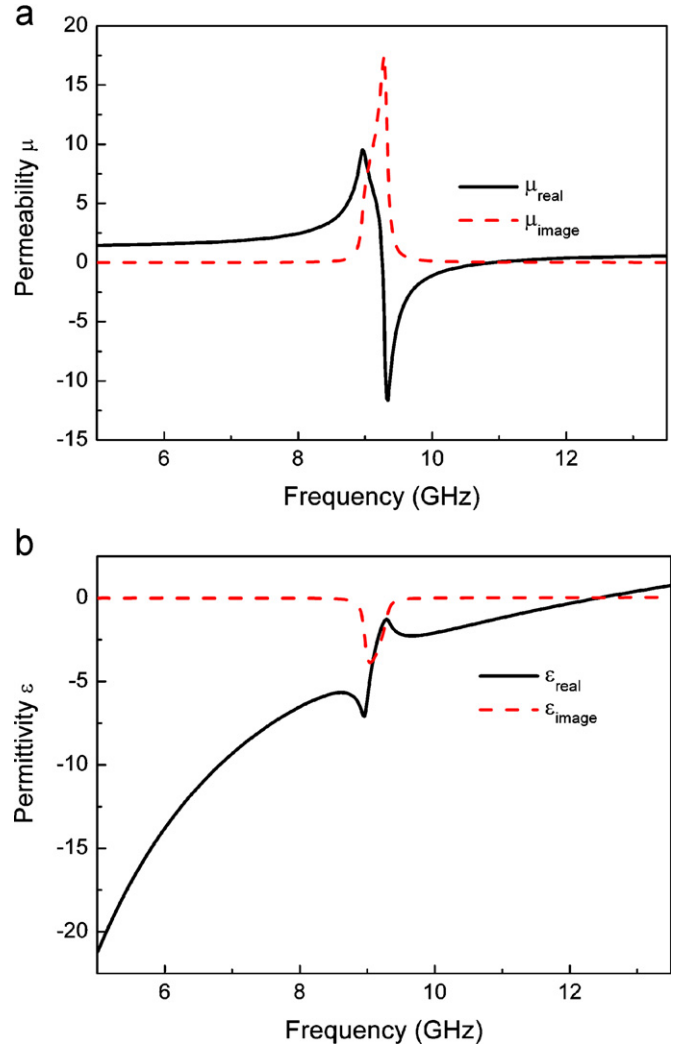 a
20
15
10
5
0
-5
-10
-15
Permeability μ
μreal
μimage
6 8 10 12
Frequency (GHz)
b
0
-5
-10
-15
-20
Permittivity ε
εreal
εimage
6 8 10 12
Frequency (GHz)